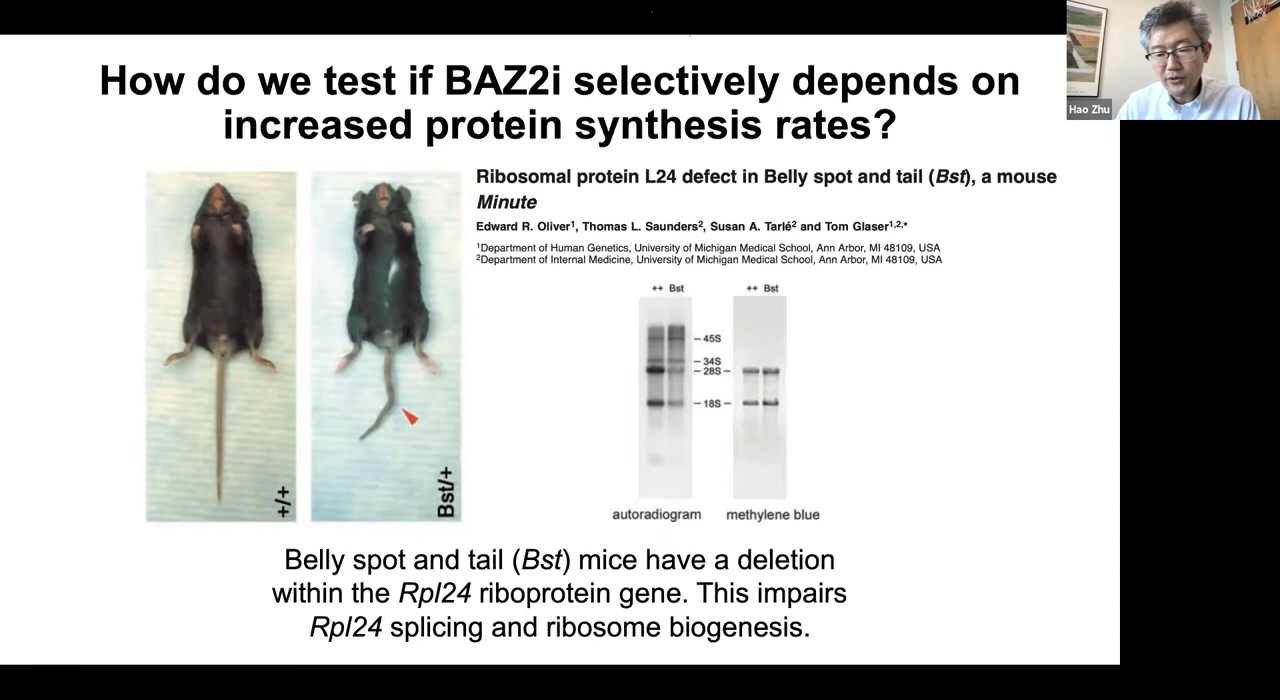 How do we test if BAZ2i selectively depends on
increased protein synthesis rates?
Hao Zhu
Ribosomal protein L24 defect in Belly spot and tail (Bst), a mouse
Minute
Edward R. Oliver1, Thomas L. Saunders2, Susan A. Tarlé2 and Tom Glaser1,2,*
1Department of Human Genetics, University of Michigan Medical School, Ann Arbor, MI 48109, USA
2Department of Internal Medicine, University of Michigan Medical School, Ann Arbor, MI 48109, USA
+/+
Bst/+
++ Bst
++ Bst
45S
34S
28S
18S
autoradiogram
methylene blue
Belly spot and tail (Bst) mice have a deletion
within the Rpl24 riboprotein gene. This impairs
Rpl24 splicing and ribosome biogenesis.